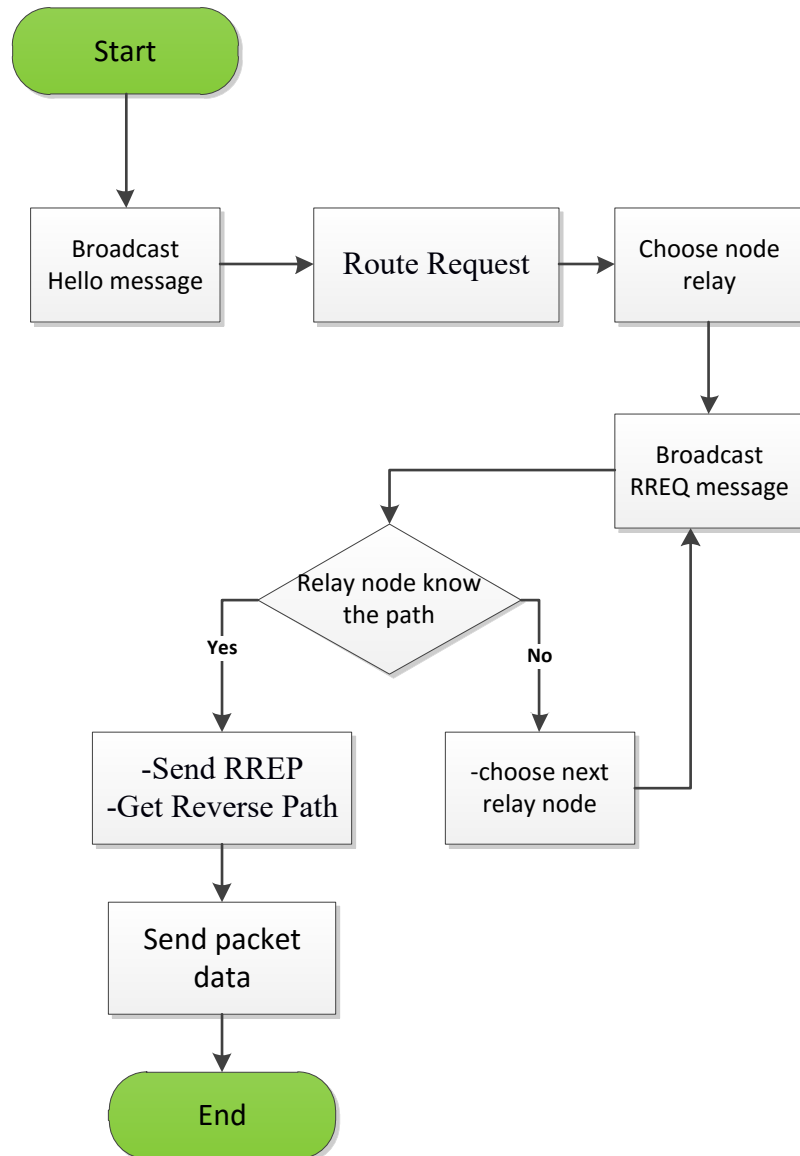 Start
Broadcast
Hello message
Route Request
Choose node
relay
Broadcast
RREQ message
Relay node know
the path
Yes
No
-Send RREP
-Get Reverse Path
-choose next
relay node
Send packet
data
End